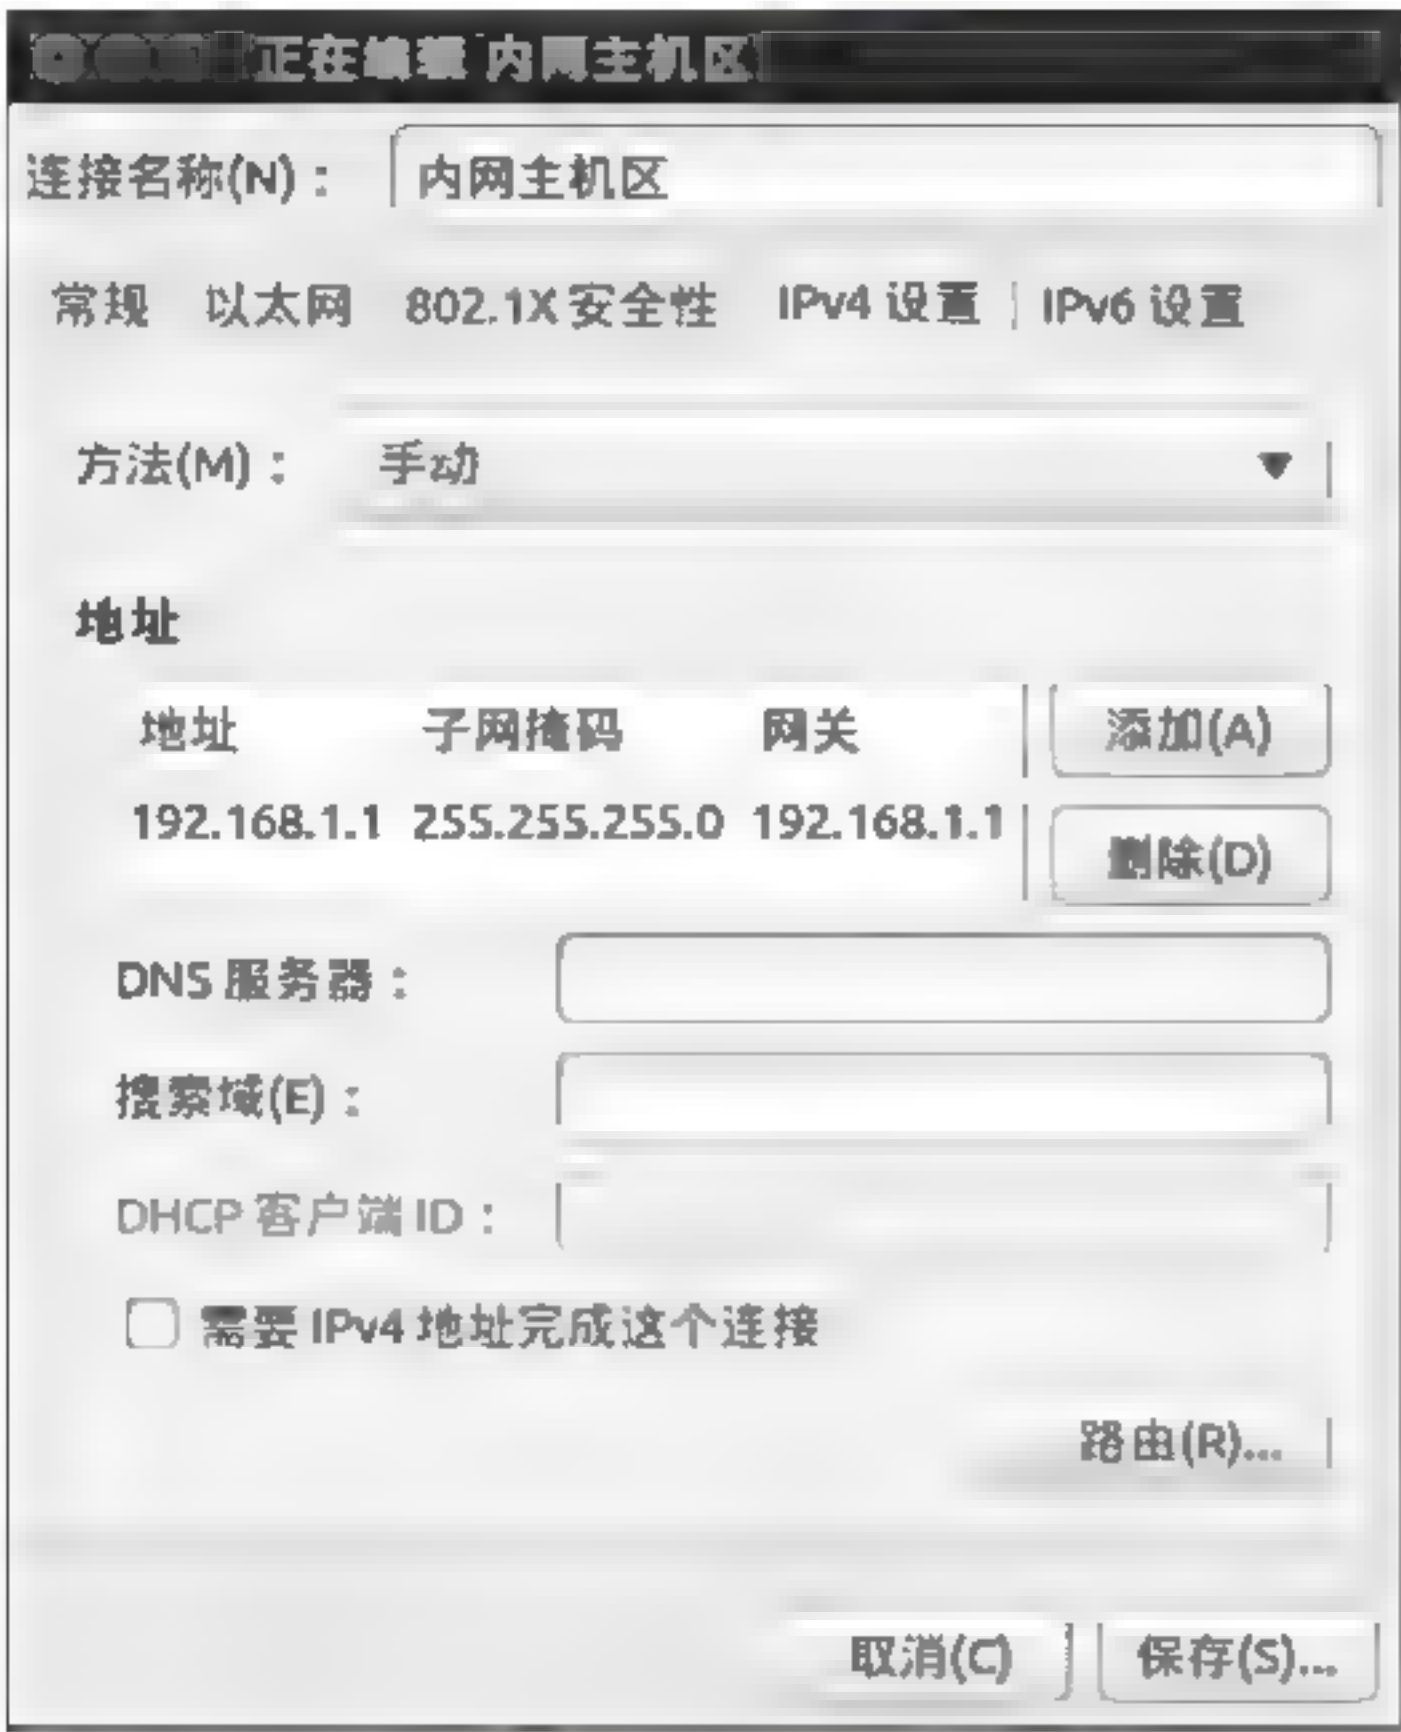 正在编辑 内网主机区
连接名称(N)： 内网主机区
常规 以太网 802.1X 安全性 IPv4 设置 IPv6 设置
方法(M)： 手动
地址
地址 子网掩码 网关 添加(A)
192.168.1.1 255.255.255.0 192.168.1.1
删除(D)
DNS 服务器：
搜索域(E)：
DHCP 客户端 ID：
需要 IPv4 地址完成这个连接
路由(R)...
取消(C) 保存(S)...